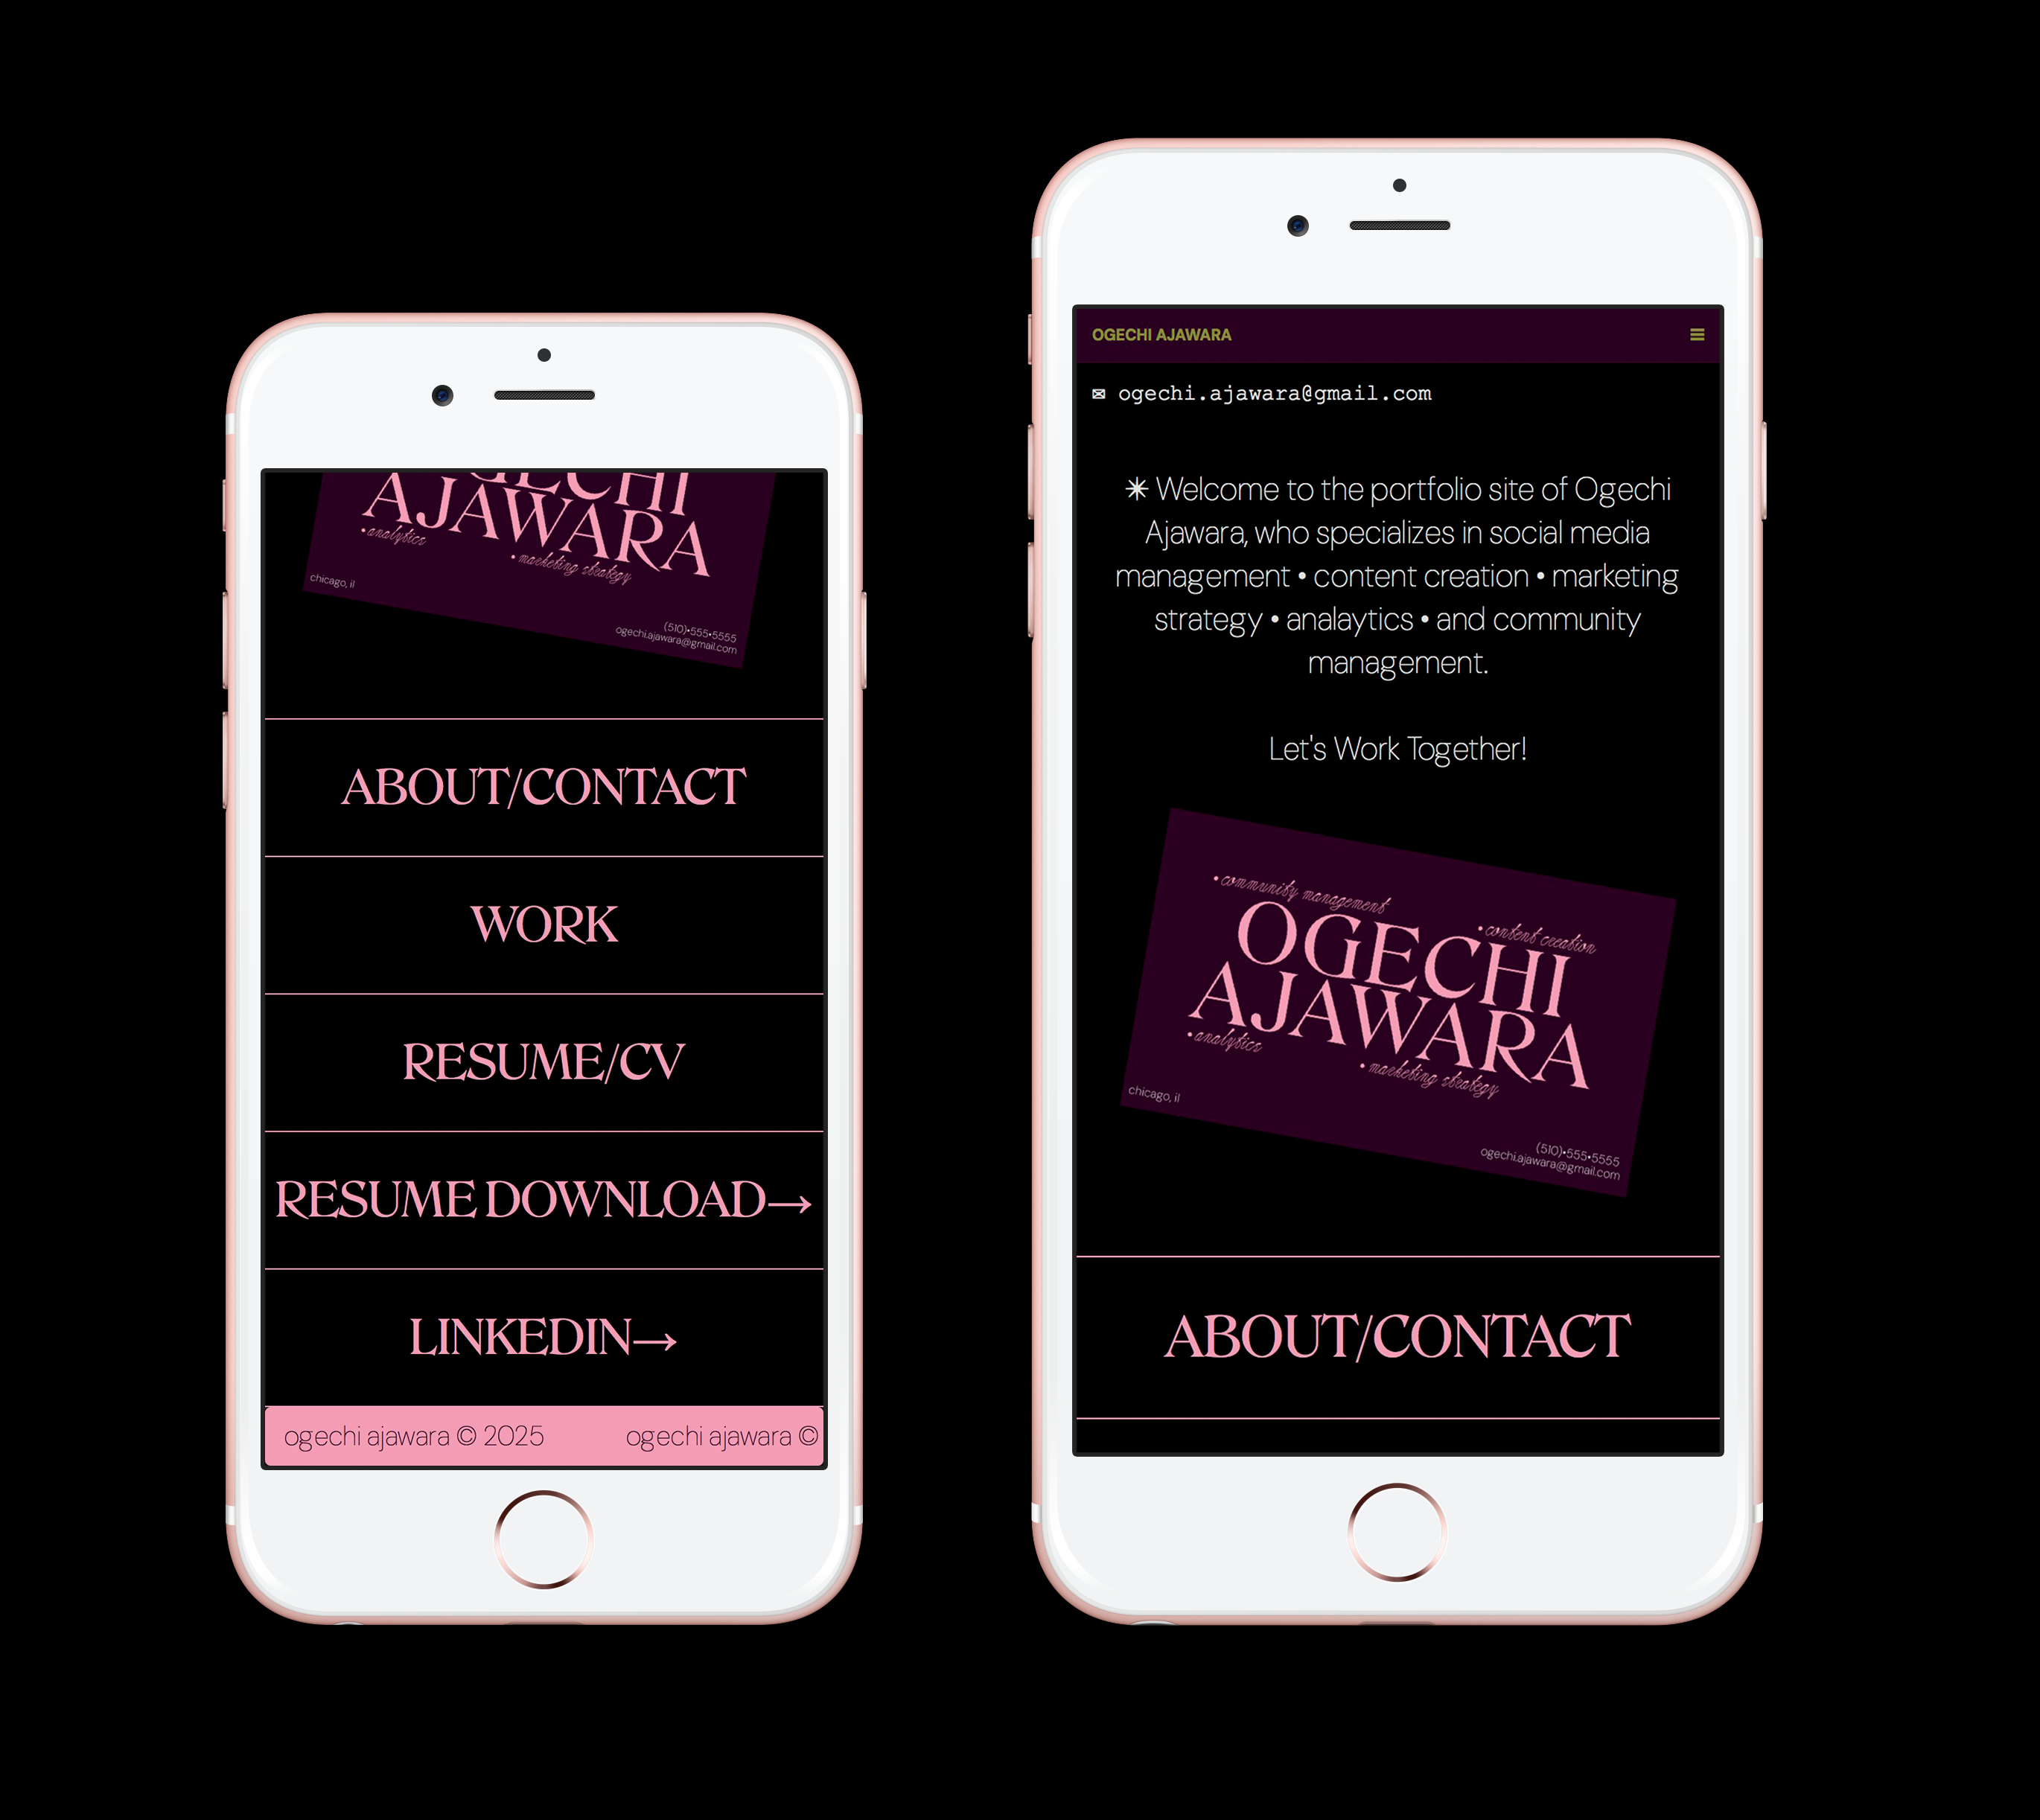 OGECHI
AJAWARA
•analytics
•marketing strategy
chicago, il
(510)•555•5555
ogechi.ajawara@gmail.com
ABOUT/CONTACT
WORK
RESUME/CV
RESUME DOWNLOAD→
LINKEDIN→
ogechi ajawara © 2025 ogechi ajawara ©
OGECHI AJAWARA
✉ ogechi.ajawara@gmail.com
✴ Welcome to the portfolio site of Ogechi
Ajawara, who specializes in social media
management • content creation • marketing
strategy • analaytics • and community
management.
Let's Work Together!
•community management
•content creation
OGECHI
AJAWARA
•analytics
•marketing strategy
chicago, il
(510)•555•5555
ogechi.ajawara@gmail.com
ABOUT/CONTACT